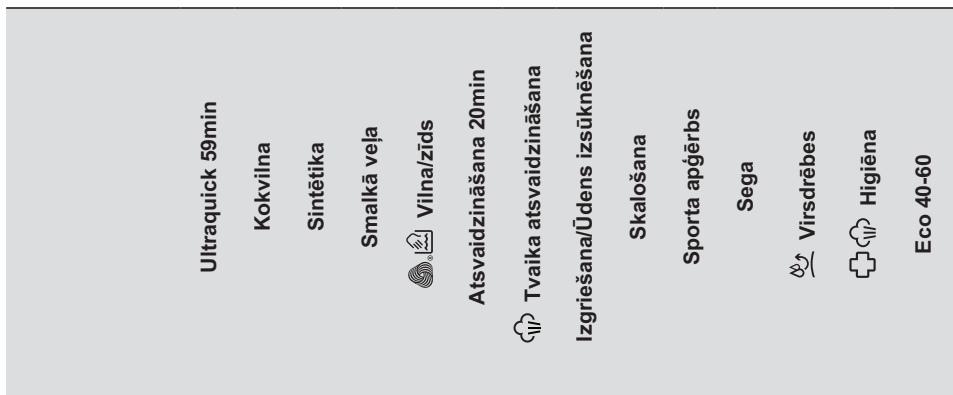 Ultraquick 59min
Kokvilna
Sintētika
Smalkā veļa
Vilna/zīds
Atsvaidzināšana 20min
Tvaika atsvaidzināšana
Izgriešana/Ūdens izsūknēšana
Skalošana
Sporta apģērbs
Sega
Virsdrēbes
Higiēna
Eco 40-60